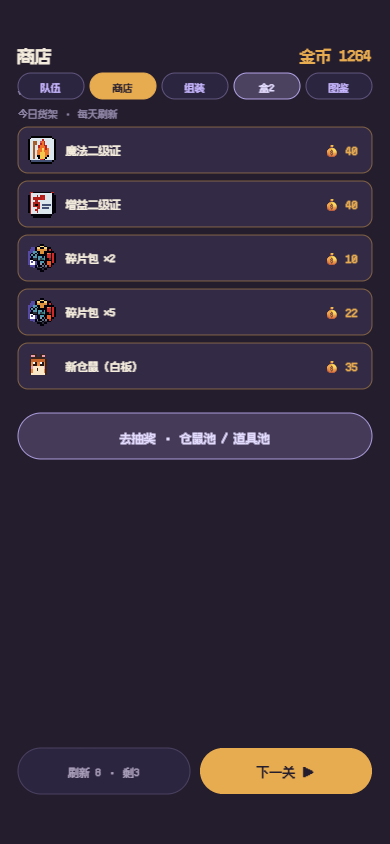 商店
金币 1264
队伍
商店
组装
盒2
图鉴
今日货架 · 每天刷新
魔法二级证
40
增益二级证
40
碎片包 ×2
10
碎片包 ×5
22
新仓鼠（白板）
35
去抽奖 · 仓鼠池 / 道具池
刷新 8 · 剩3
下一关 ▶